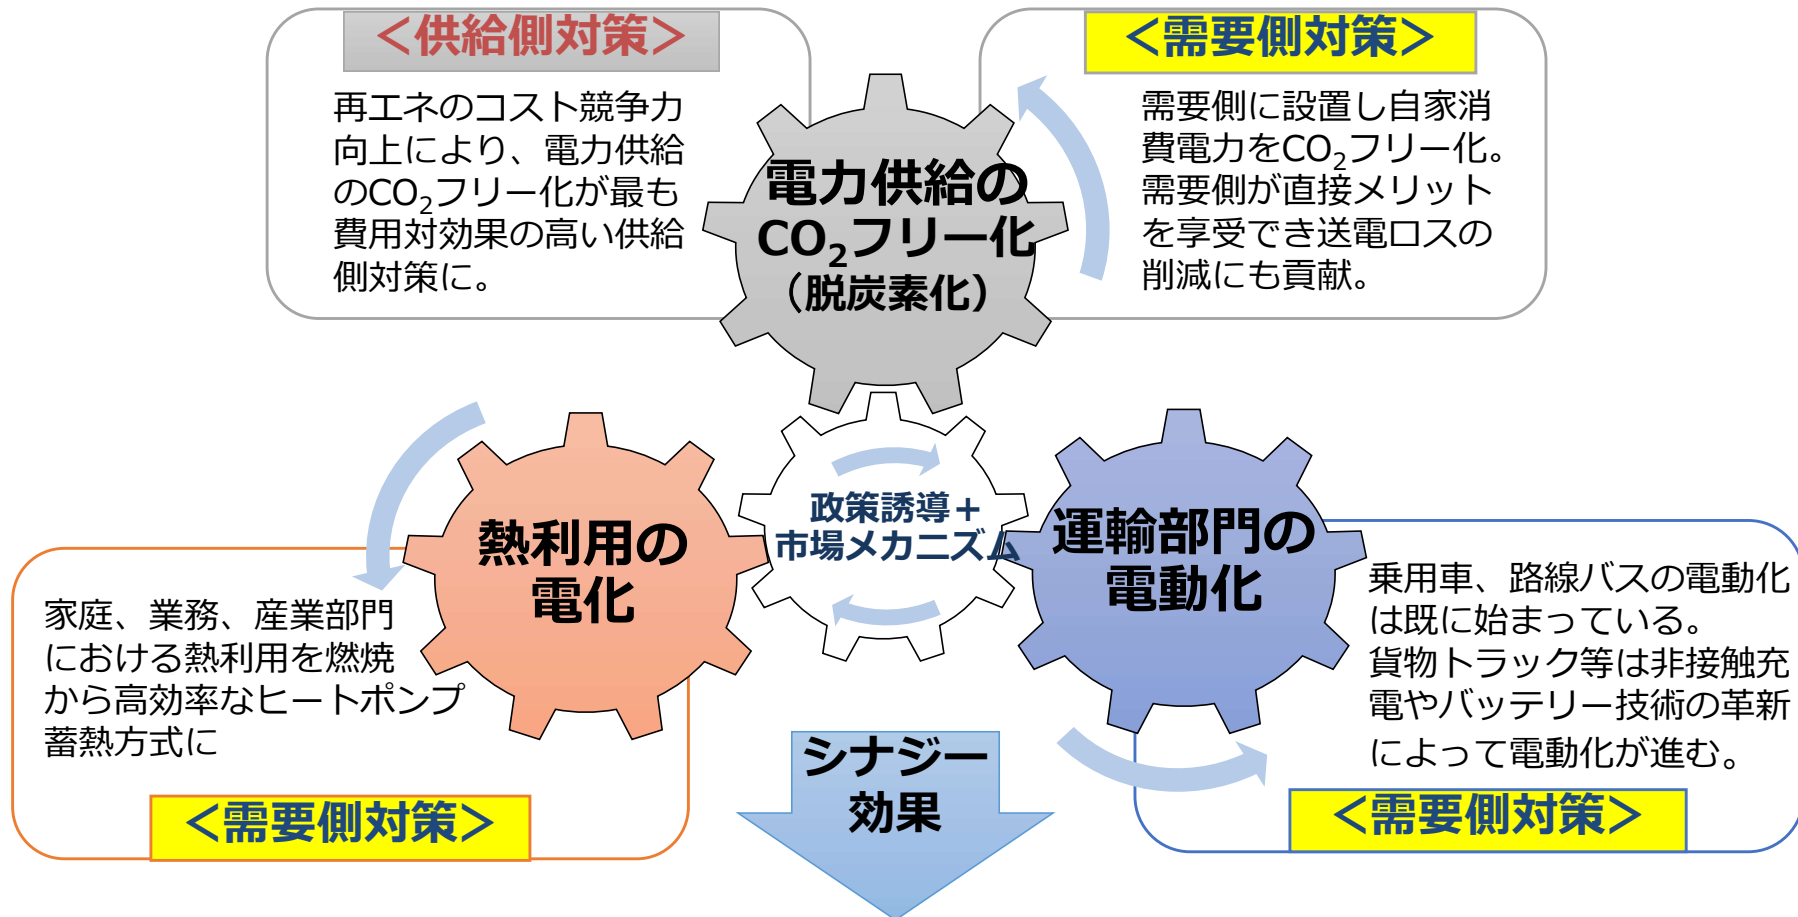 ＜供給側対策＞
再エネのコスト競争力
向上により、電力供給
のCO₂フリー化が最も
費用対効果の高い供給
側対策に。
＜需要側対策＞
需要側に設置し自家消
費電力をCO₂フリー化。
需要側が直接メリット
を享受でき送電ロスの
削減にも貢献。
電力供給の
CO₂フリー化
（脱炭素化）
政策誘導＋
市場メカニズム
熱利用の
電化
家庭、業務、産業部門
における熱利用を燃焼
から高効率なヒートポンプ
蓄熱方式に
＜需要側対策＞
運輸部門の
電動化
乗用車、路線バスの電動化
は既に始まっている。
貨物トラック等は非接触充
電やバッテリー技術の革新
によって電動化が進む。
＜需要側対策＞
シナジー
効果